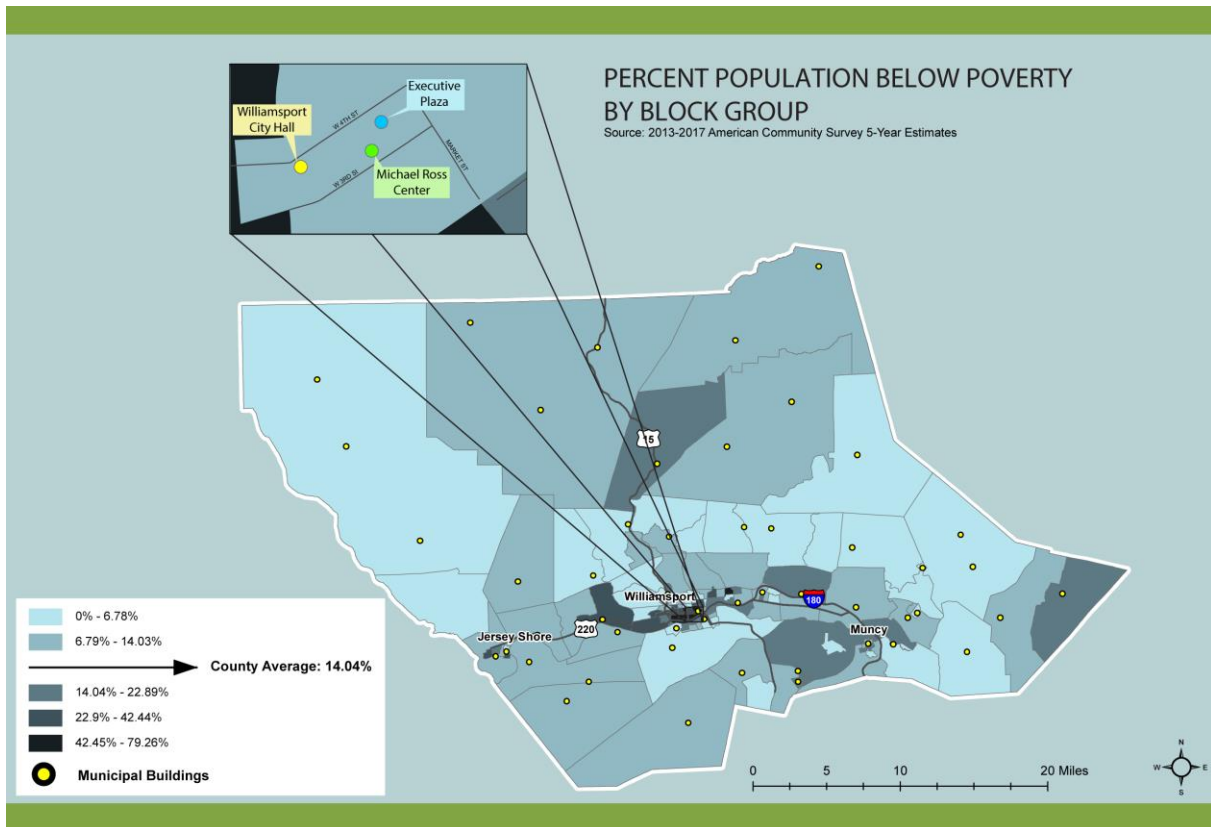 PERCENT POPULATION BELOW POVERTY
BY BLOCK GROUP
Source: 2013-2017 American Community Survey 5-Year Estimates
Executive
Plaza
Williamsport
City Hall
W 4TH ST
MARKET ST
W 3RD St
Michael Ross
Center
15
Williamsport
180
220
Jersey Shore
Muncy
0% - 6.78%
6.79% - 14.03%
County Average: 14.04%
14.04% - 22.89%
22.9% - 42.44%
42.45% - 79.26%
Municipal Buildings
0 5 10 20 Miles
N
W E
S